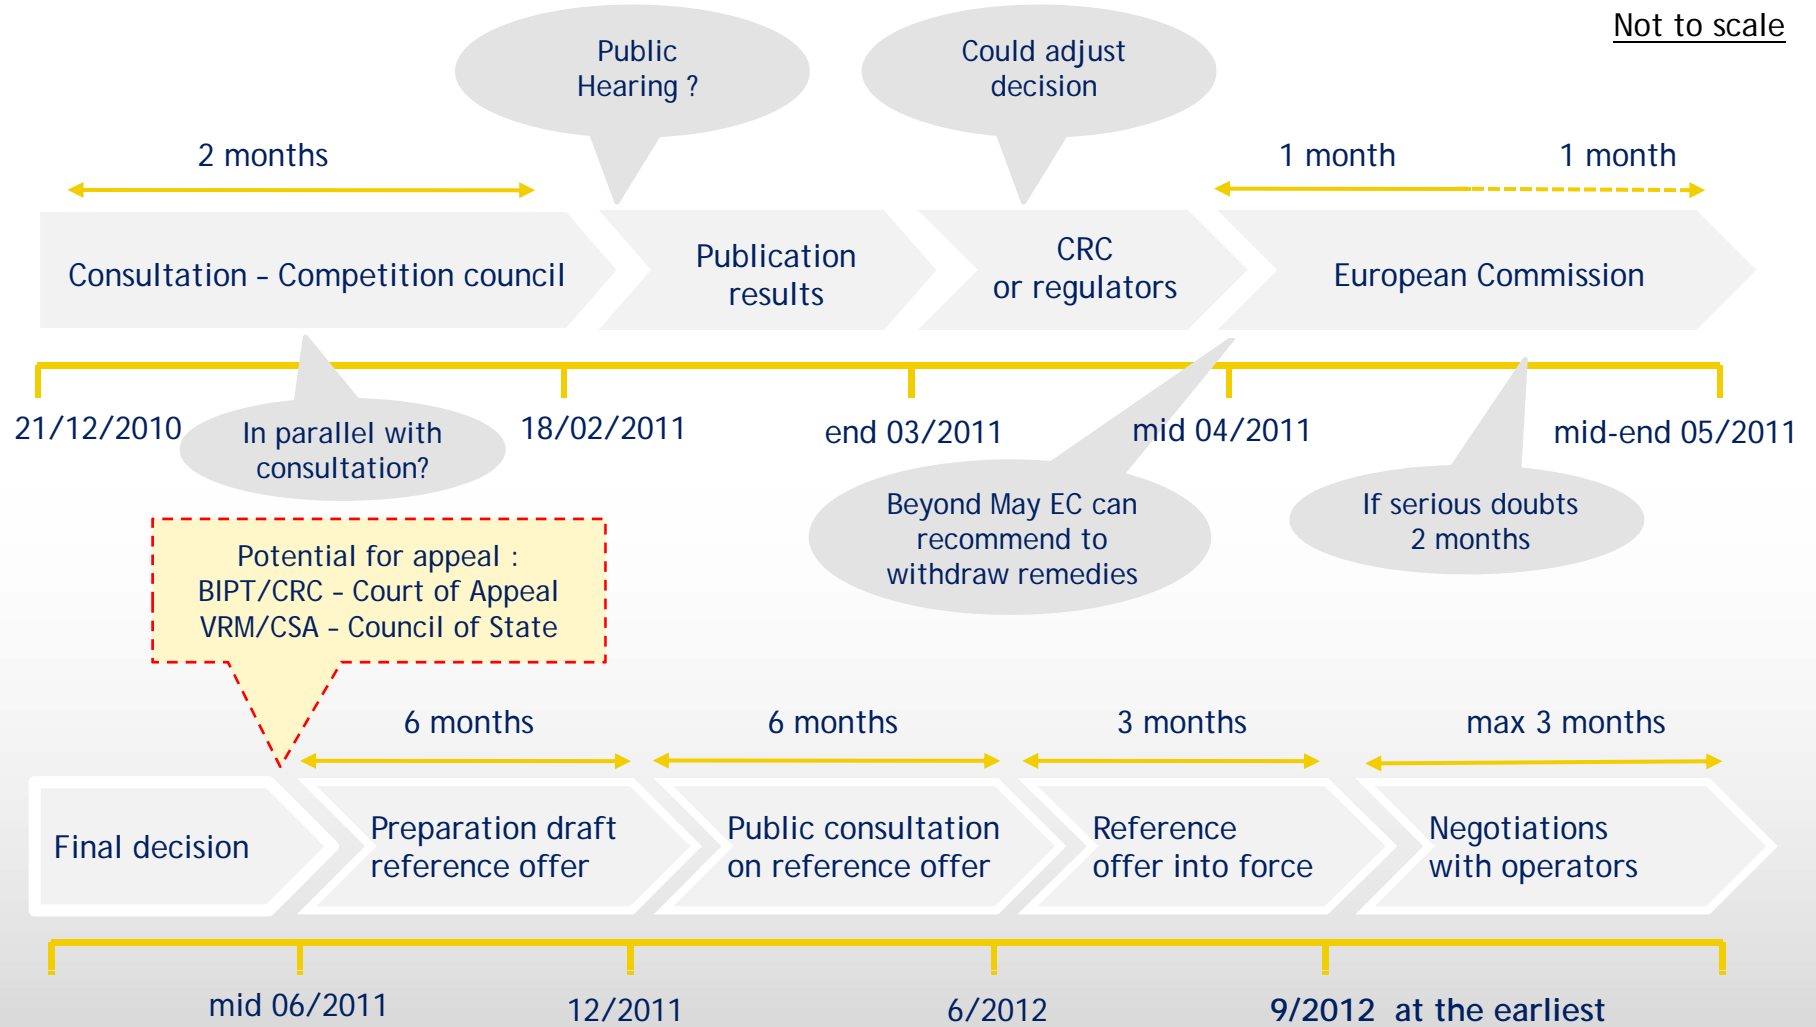 Not to scale
Public
Hearing ?
Could adjust
decision
2 months
1 month
1 month
Consultation – Competition council
Publication
results
CRC
or regulators
European Commission
21/12/2010
18/02/2011
end 03/2011
mid 04/2011
mid-end 05/2011
In parallel with
consultation?
Beyond May EC can
recommend to
withdraw remedies
If serious doubts
2 months
Potential for appeal :
BIPT/CRC – Court of Appeal
VRM/CSA – Council of State
6 months
6 months
3 months
max 3 months
Final decision
Preparation draft
reference offer
Public consultation
on reference offer
Reference
offer into force
Negotiations
with operators
mid 06/2011
12/2011
6/2012
9/2012 at the earliest